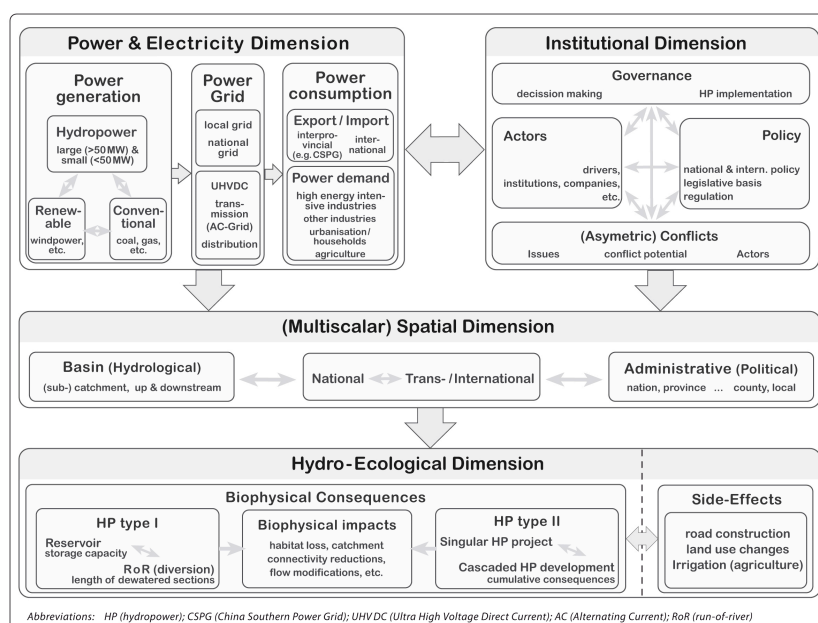 Power & Electricity Dimension
Power
generation
Hydropower
large (>50 MW) &
small (<50 MW)
Renew-
able
windpower,
etc.
Conven-
tional
coal, gas,
etc.
Power
Grid
local grid
national
grid
UHVDC
trans-
mission
(AC-Grid)
distribution
Power
consumption
Export / Import
interpro-
vincial
(e.g. CSPG)
inter-
national
Power demand
high energy inten-
sive industries
other industries
urbanisation/
households
agriculture
Institutional Dimension
Governance
decission making
HP implementation
Actors
drivers,
institutions, companies,
etc.
Policy
national & intern. policy
legislative basis
regulation
(Asymetric) Conflicts
Issues
conflict potential
Actors
(Multiscalar) Spatial Dimension
Basin (Hydrological)
(sub-) catchment, up & downstream
National
Trans- / International
Administrative (Political)
nation, province ... county, local
Hydro-Ecological Dimension
Biophysical Consequences
HP type I
Reservoir
storage capacity
RoR (diversion)
length of dewatered sections
Biophysical impacts
habitat loss, catchment
connectivity reductions,
flow modifications, etc.
HP type II
Singular HP project
Cascaded HP development
cumulative consequences
Side-Effects
road construction
land use changes
Irrigation (agriculture)
Abbreviations: HP (hydropower); CSPG (China Southern Power Grid); UHV DC (Ultra High Voltage Direct Current); AC (Alternating Current); RoR (run-of-river)